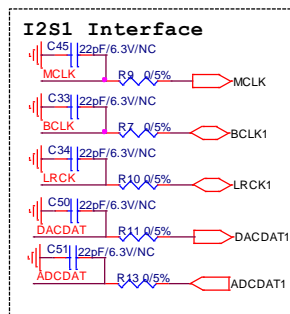 I2S1 Interface
C45 22pF/6.3V/NC
MCLK R9 0/5% MCLK
C33 22pF/6.3V/NC
BCLK R7 0/5% BCLK1
C34 22pF/6.3V/NC
LRCK R10 0/5% LRCK1
C50 22pF/6.3V/NC
DACDAT R11 0/5% DACDAT1
C51 22pF/6.3V/NC
ADCDAT R13 0/5% ADCDAT1